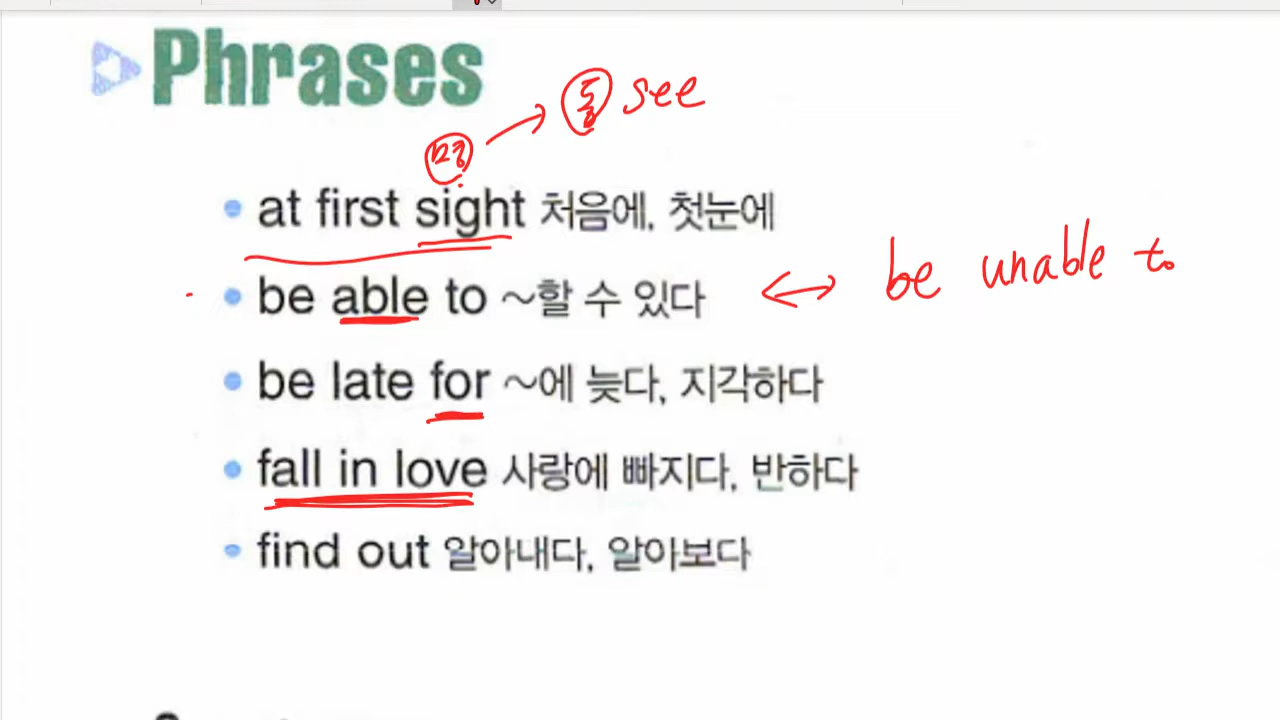 Phrases
동 see
명
at first sight 처음에, 첫눈에
be able to ~할 수 있다 ↔ be unable to
be late for ~에 늦다, 지각하다
fall in love 사랑에 빠지다, 반하다
find out 알아내다, 알아보다